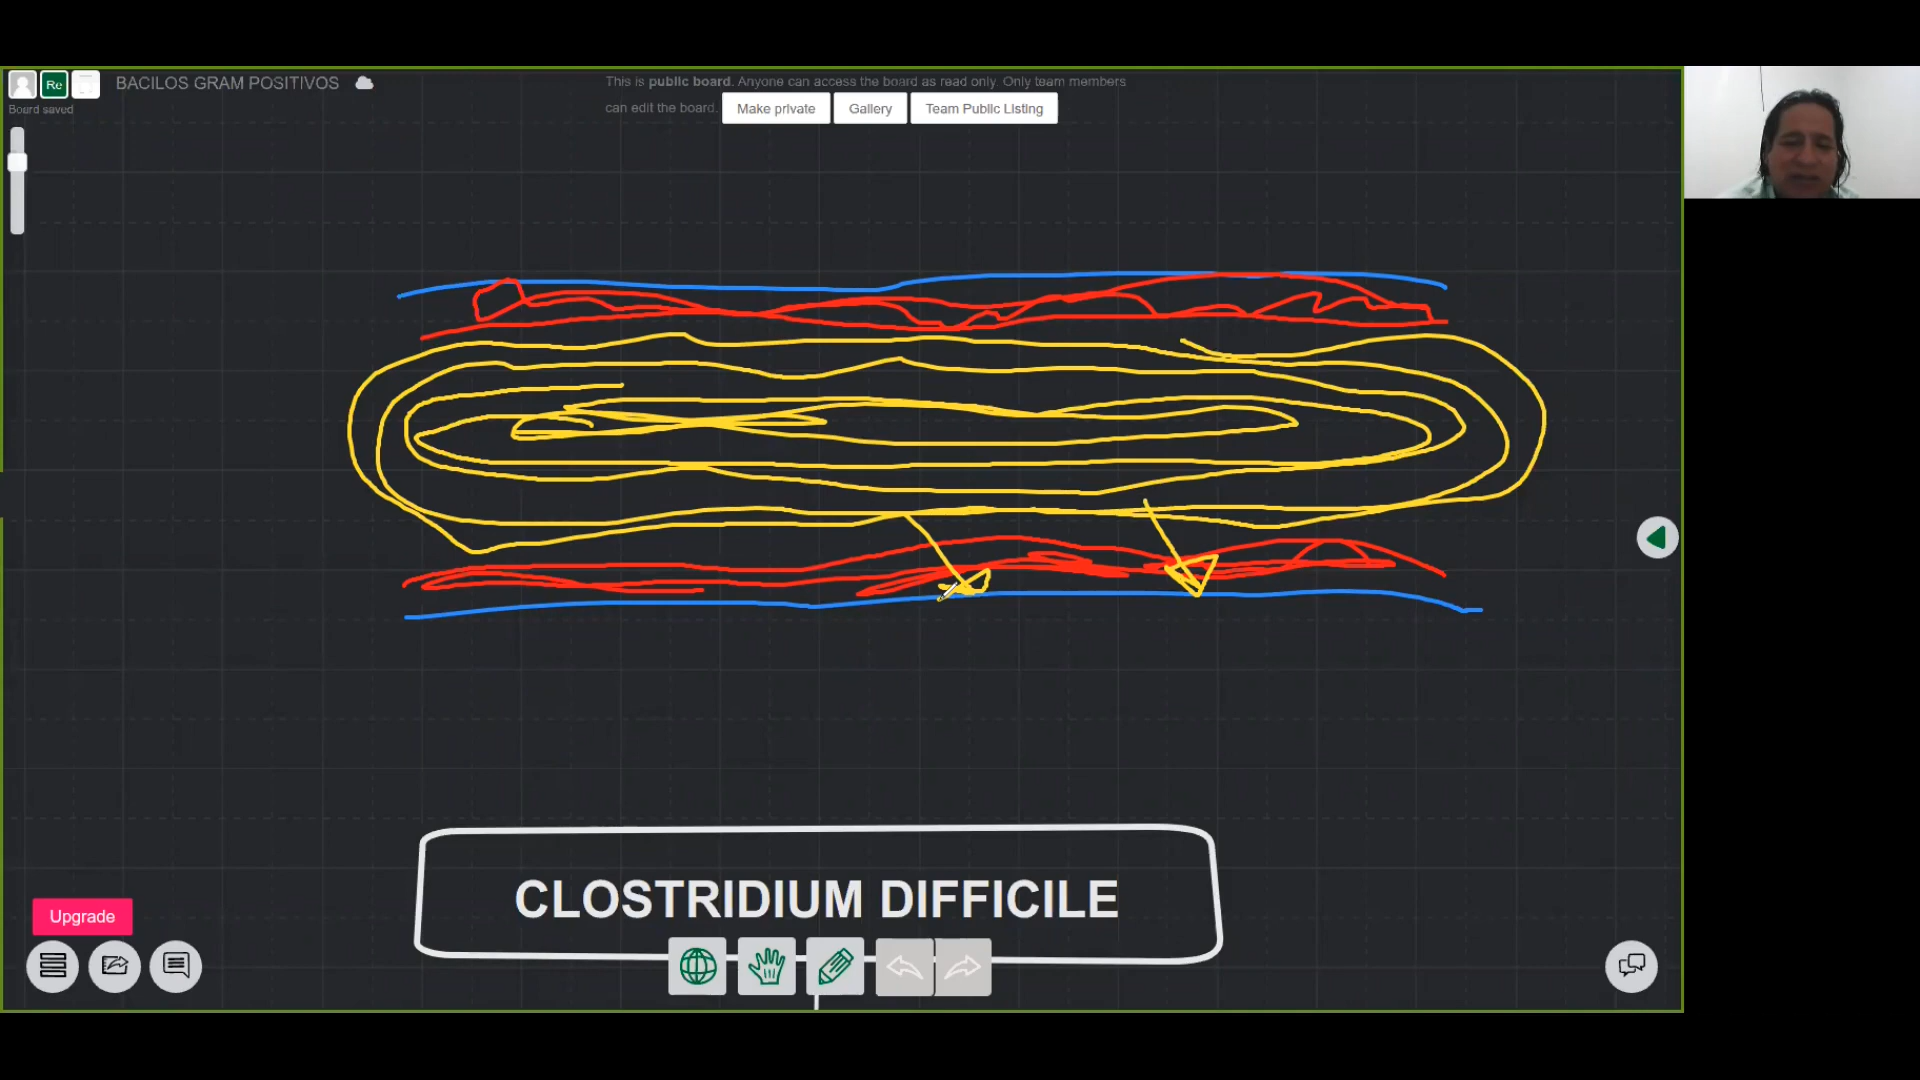 Re
BACILOS GRAM POSITIVOS
Board saved
This is public board. Anyone can access the board as read only. Only team members
can edit the board.
Make private
Gallery
Team Public Listing
CLOSTRIDIUM DIFFICILE
Upgrade